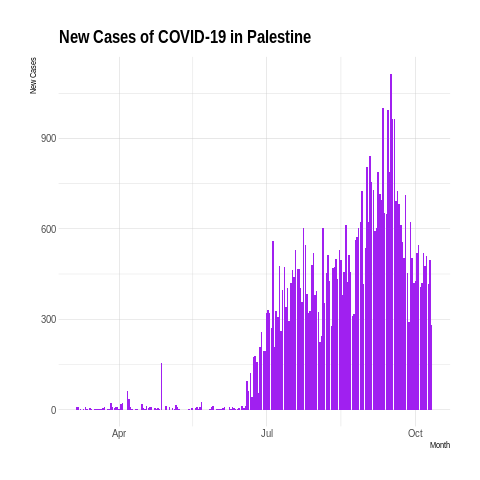 New Cases of COVID-19 in Palestine
New Cases
900
600
300
0
Apr
Jul
Oct
Month